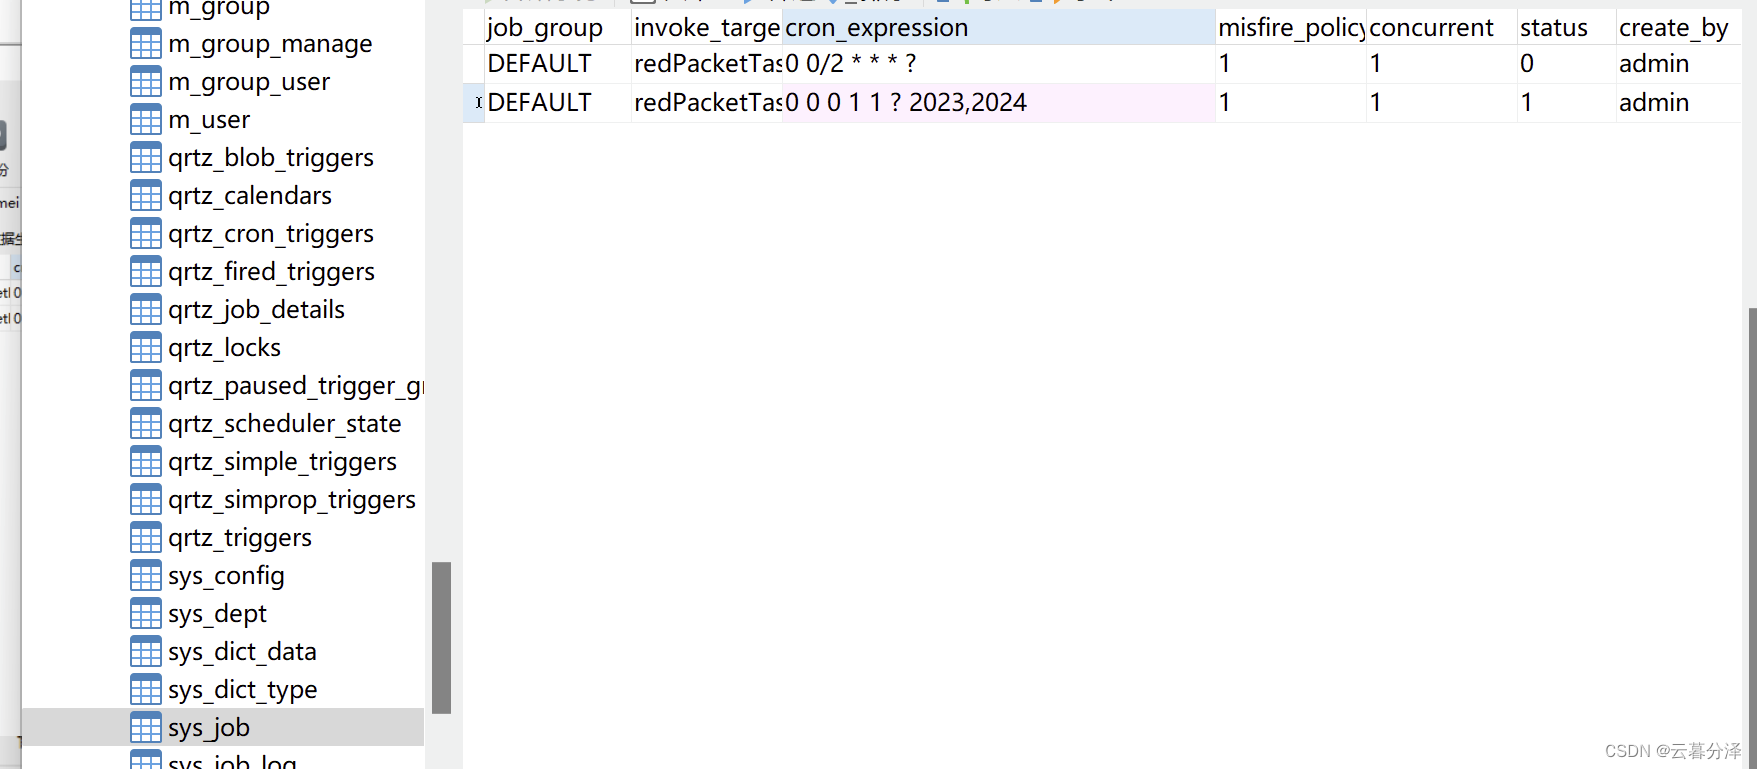 m_group
m_group_manage
m_group_user
m_user
qrtz_blob_triggers
qrtz_calendars
qrtz_cron_triggers
qrtz_fired_triggers
qrtz_job_details
qrtz_locks
qrtz_paused_trigger_gr
qrtz_scheduler_state
qrtz_simple_triggers
qrtz_simprop_triggers
qrtz_triggers
sys_config
sys_dept
sys_dict_data
sys_dict_type
sys_job
sys_job_log
job_group invoke_targe cron_expression misfire_policy concurrent status create_by
DEFAULT redPacketTas 0 0/2 * * * ? 1 1 0 admin
DEFAULT redPacketTas 0 0 0 1 1 ? 2023,2024 1 1 1 admin
CSDN @云暮分泽